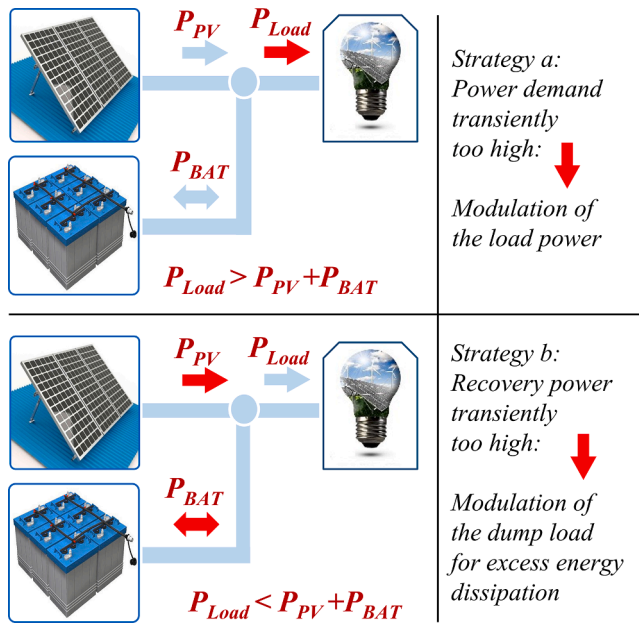 P_PV P_Load
P_BAT
P_Load > P_PV + P_BAT
Strategy a:
Power demand
transiently
too high:
Modulation of
the load power
P_PV P_Load
P_BAT
P_Load < P_PV + P_BAT
Strategy b:
Recovery power
transiently
too high:
Modulation of
the dump load
for excess energy
dissipation